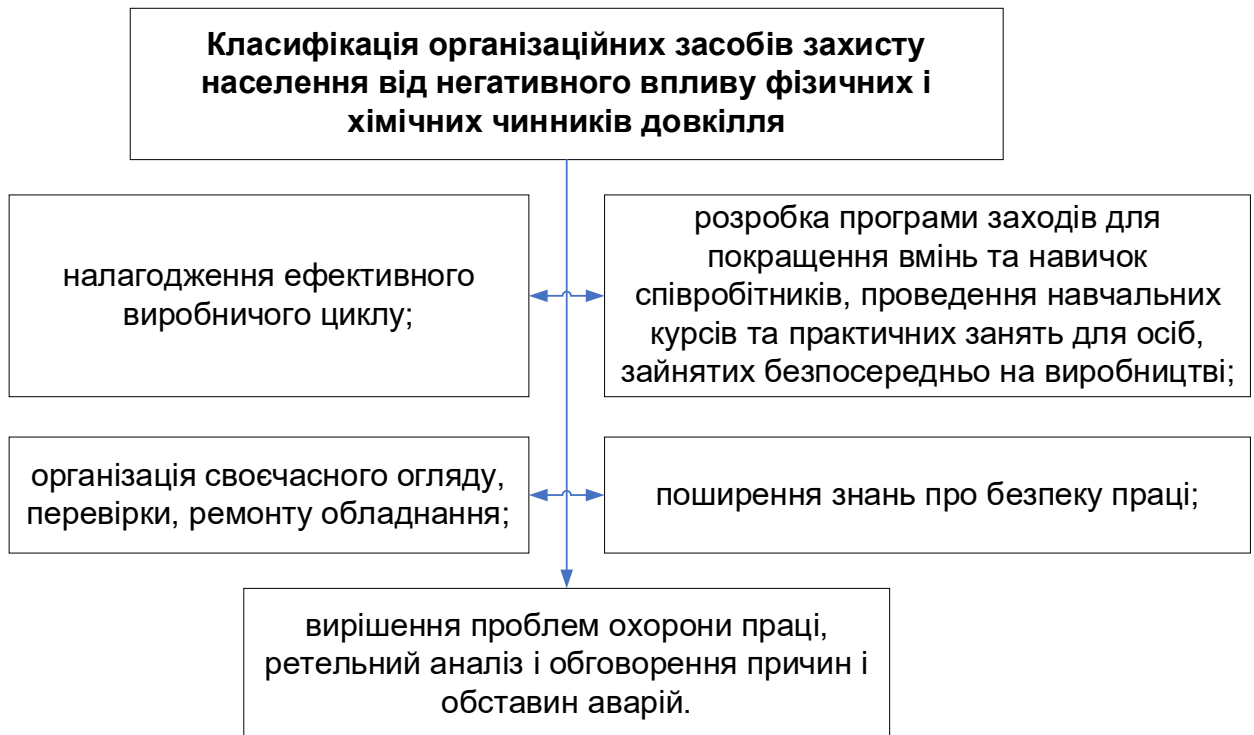 Класифікація організаційних засобів захисту
населення від негативного впливу фізичних і
хімічних чинників довкілля
налагодження ефективного
виробничого циклу;
розробка програми заходів для
покращення вмінь та навичок
співробітників, проведення навчальних
курсів та практичних занять для осіб,
зайнятих безпосередньо на виробництві;
організація своєчасного огляду,
перевірки, ремонту обладнання;
поширення знань про безпеку праці;
вирішення проблем охорони праці,
ретельний аналіз і обговорення причин і
обставин аварій.